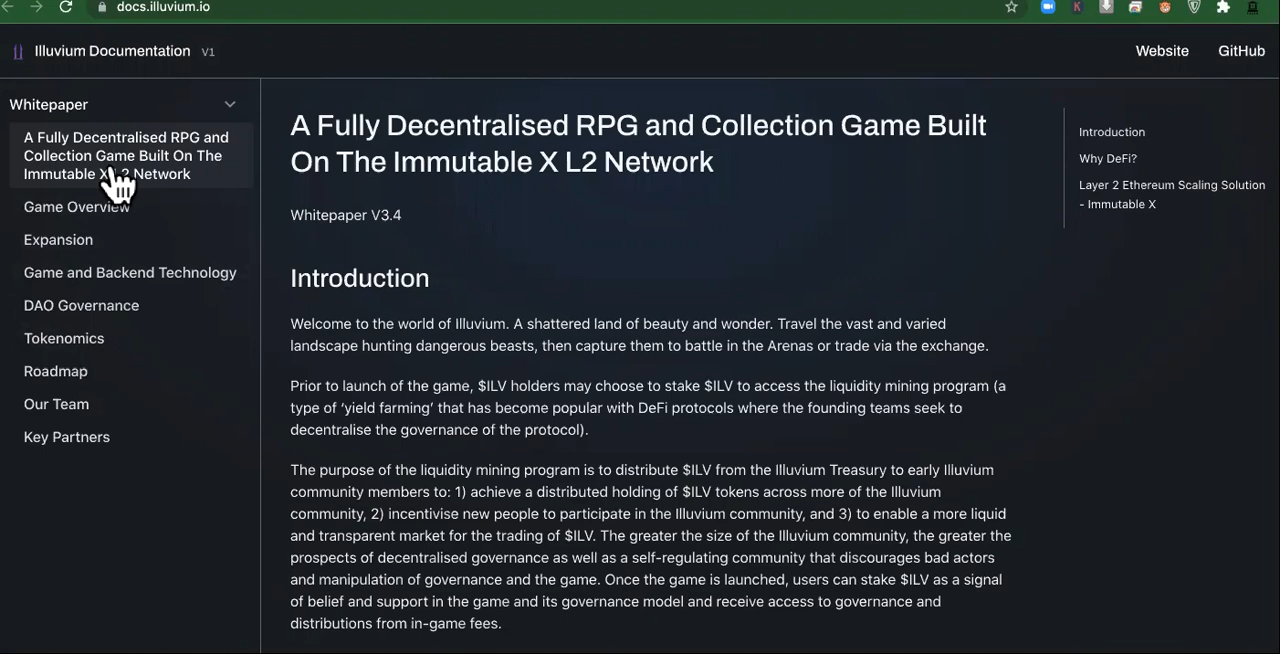 docs.illuvium.io
Illuvium Documentation V1
Website
GitHub
Whitepaper
A Fully Decentralised RPG and
Collection Game Built On The
Immutable X L2 Network
Game Overview
Expansion
Game and Backend Technology
DAO Governance
Tokenomics
Roadmap
Our Team
Key Partners
A Fully Decentralised RPG and Collection Game Built
On The Immutable X L2 Network
Whitepaper V3.4
Introduction
Welcome to the world of Illuvium. A shattered land of beauty and wonder. Travel the vast and varied
landscape hunting dangerous beasts, then capture them to battle in the Arenas or trade via the exchange.
Prior to launch of the game, $ILV holders may choose to stake $ILV to access the liquidity mining program (a
type of ‘yield farming’ that has become popular with DeFi protocols where the founding teams seek to
decentralise the governance of the protocol).
The purpose of the liquidity mining program is to distribute $ILV from the Illuvium Treasury to early Illuvium
community members to: 1) achieve a distributed holding of $ILV tokens across more of the Illuvium
community, 2) incentivise new people to participate in the Illuvium community, and 3) to enable a more liquid
and transparent market for the trading of $ILV. The greater the size of the Illuvium community, the greater the
prospects of decentralised governance as well as a self-regulating community that discourages bad actors
and manipulation of governance and the game. Once the game is launched, users can stake $ILV as a signal
of belief and support in the game and its governance model and receive access to governance and
distributions from in-game fees.
Introduction
Why DeFi?
Layer 2 Ethereum Scaling Solution
- Immutable X